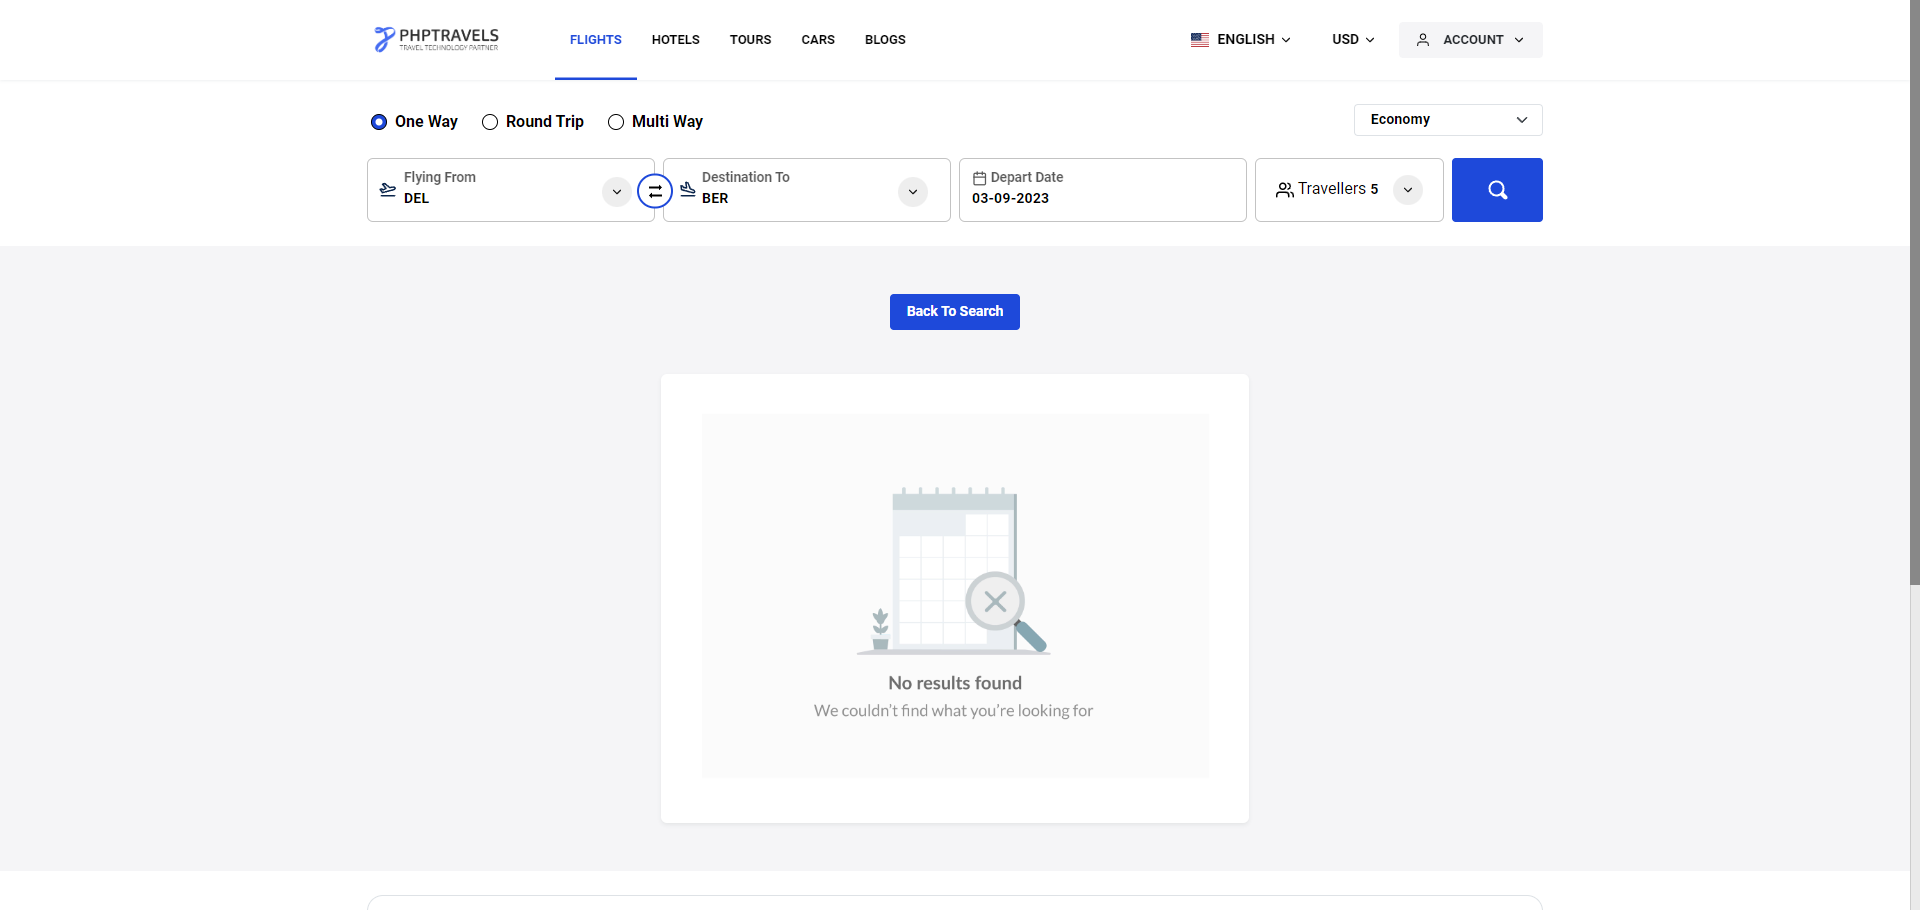 PHPTRAVELS
TRAVEL TECHNOLOGY PARTNER
FLIGHTS
HOTELS
TOURS
CARS
BLOGS
ENGLISH
USD
ACCOUNT
One Way
Round Trip
Multi Way
Economy
Flying From
DEL
Destination To
BER
Depart Date
03-09-2023
Travellers 5
Back To Search
No results found
We couldn't find what you're looking for